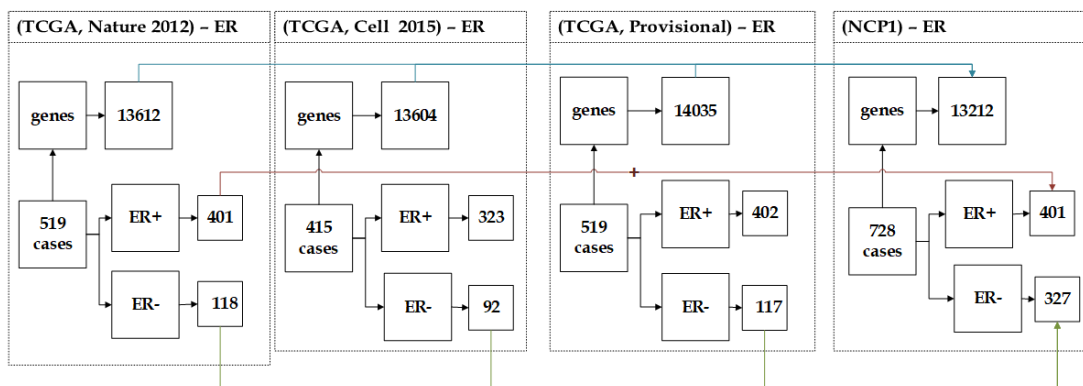 (TCGA, Nature 2012) – ER
genes
13612
519
cases
ER+
401
ER-
118
(TCGA, Cell 2015) – ER
genes
13604
415
cases
ER+
323
ER-
92
(TCGA, Provisional) – ER
genes
14035
519
cases
ER+
402
ER-
117
(NCP1) – ER
genes
13212
728
cases
ER+
401
ER-
327
+